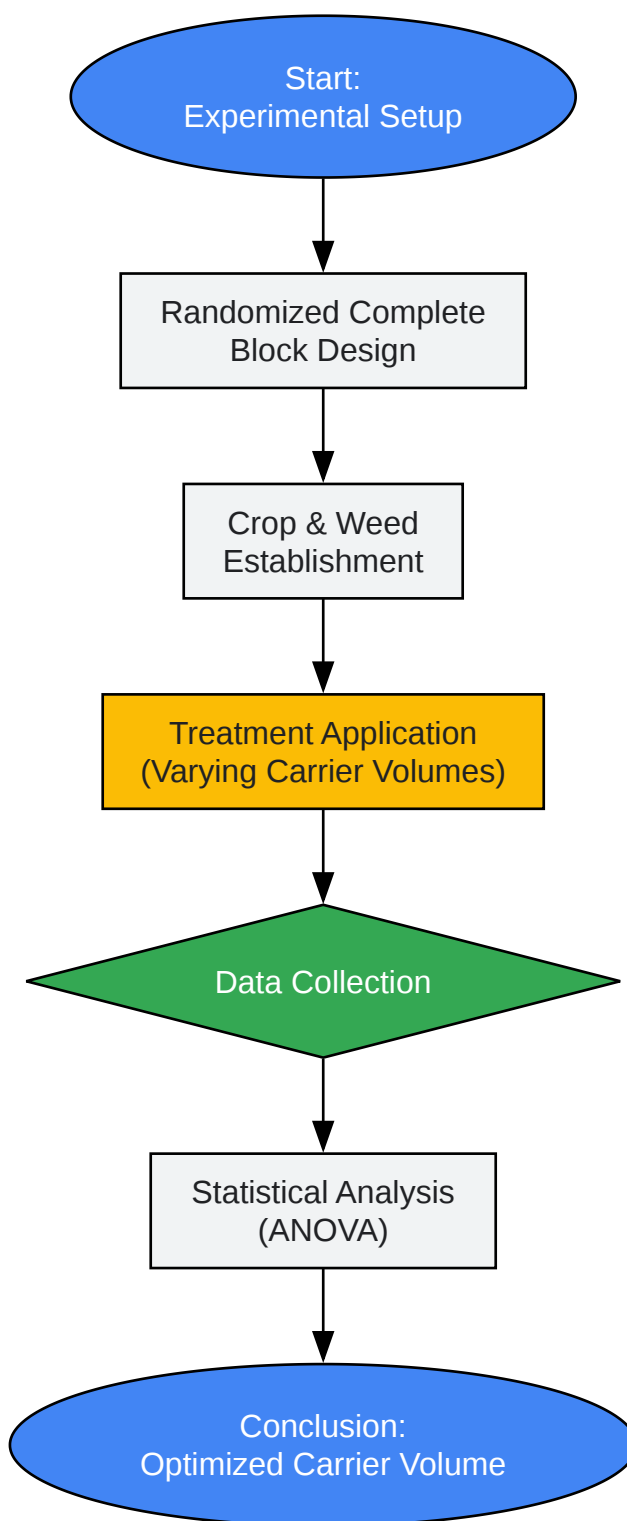 Start:
Experimental Setup
Randomized Complete
Block Design
Crop & Weed
Establishment
Treatment Application
(Varying Carrier Volumes)
Data Collection
Statistical Analysis
(ANOVA)
Conclusion:
Optimized Carrier Volume